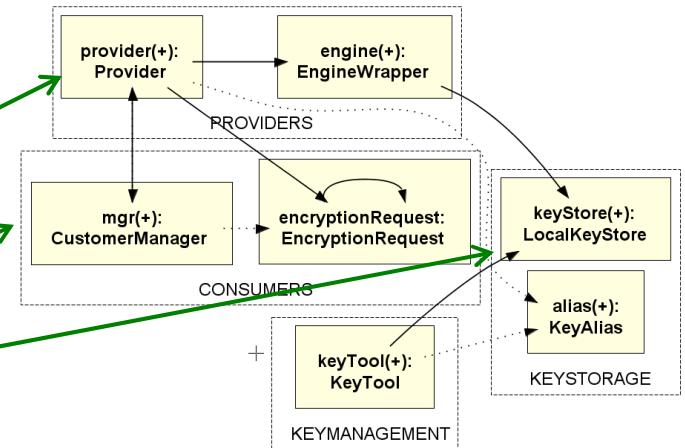 provider(+):
Provider
engine(+):
EngineWrapper
PROVIDERS
mgr(+):
CustomerManager
encryptionRequest:
EncryptionRequest
CONSUMERS
keyStore(+):
LocalKeyStore
alias(+):
KeyAlias
KEYSTORAGE
keyTool(+):
KeyTool
KEYMANAGEMENT